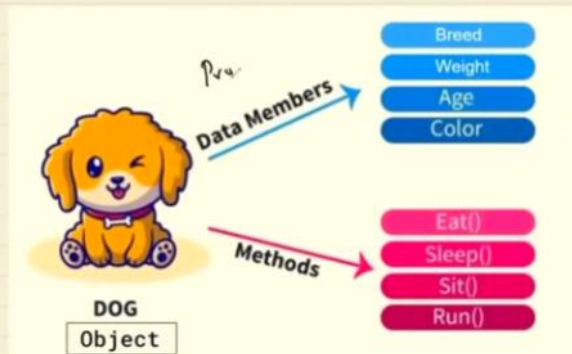 Breed
Weight
Age
Color
Data Members
Eat()
Sleep()
Sit()
Run()
Methods
DOG
Object